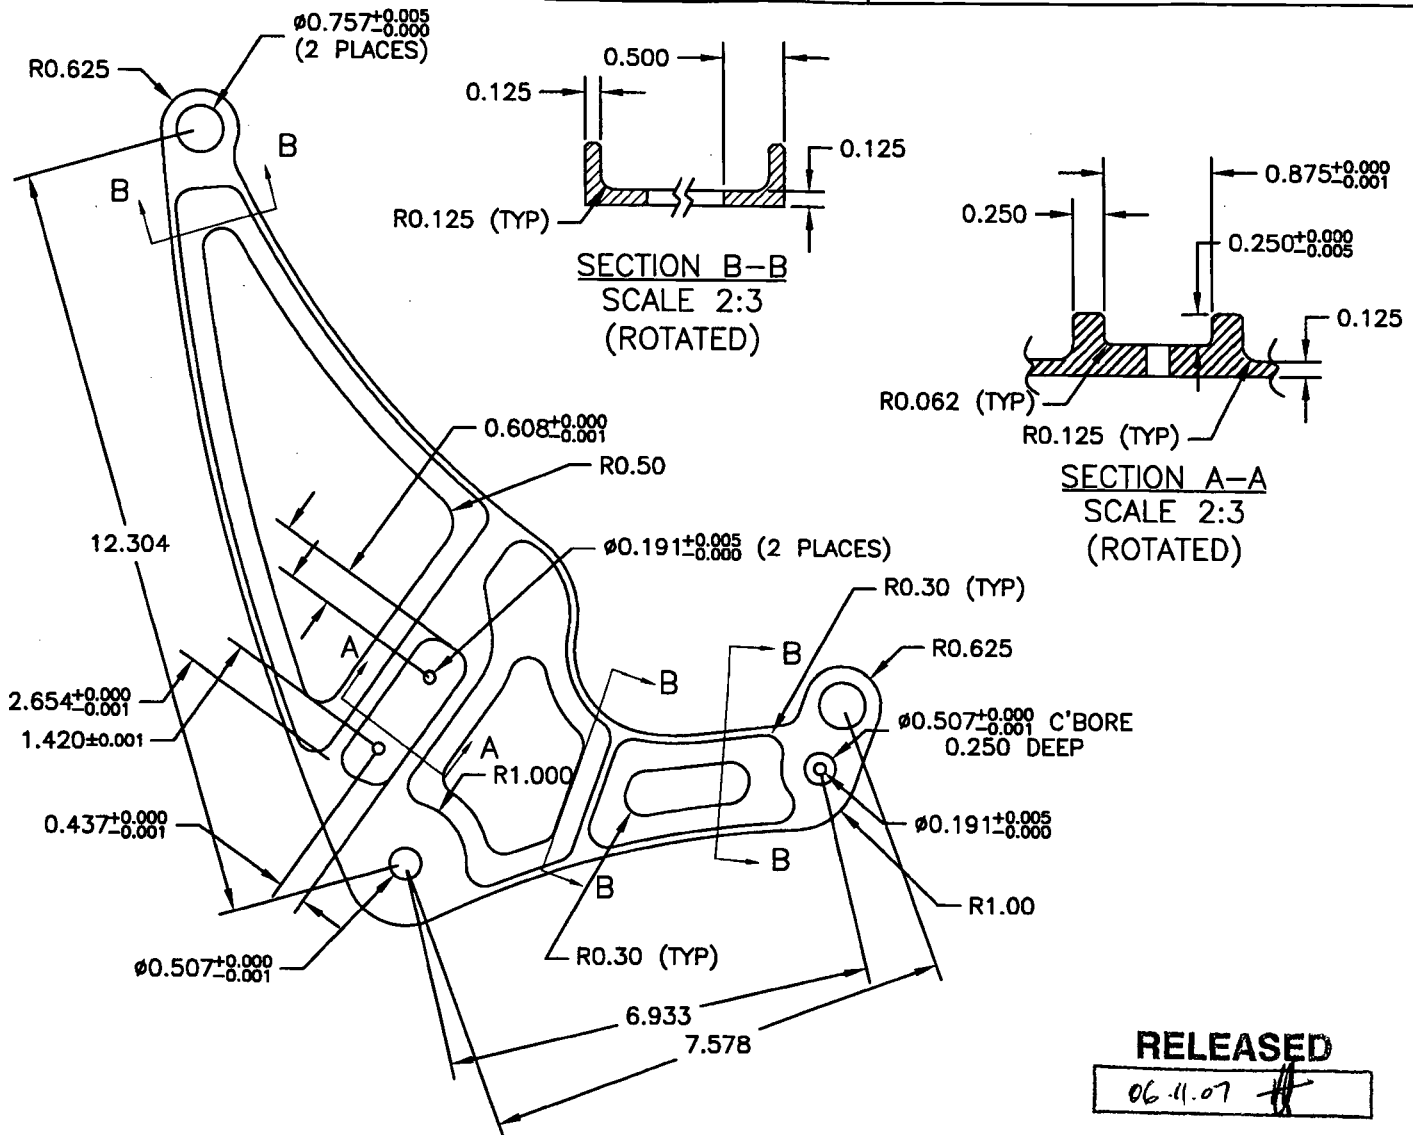 ø0.757+0.005
-0.000
(2 PLACES)
R0.625
0.500
0.125
0.125
R0.125 (TYP)
SECTION B-B
SCALE 2:3
(ROTATED)
B
B
0.875+0.000
-0.001
0.250
0.250+0.000
-0.005
0.125
R0.062 (TYP)
R0.125 (TYP)
SECTION A-A
SCALE 2:3
(ROTATED)
0.608+0.000
-0.001
R0.50
12.304
ø0.191+0.005
-0.000 (2 PLACES)
R0.30 (TYP)
R0.625
A
B
B
2.654+0.000
-0.001
1.420±0.001
ø0.507+0.000
-0.001 C'BORE
0.250 DEEP
A
R1.000
0.437+0.000
-0.001
ø0.191+0.005
-0.000
B
B
R1.00
ø0.507+0.000
-0.001
R0.30 (TYP)
6.933
7.578
RELEASED
06.11.07